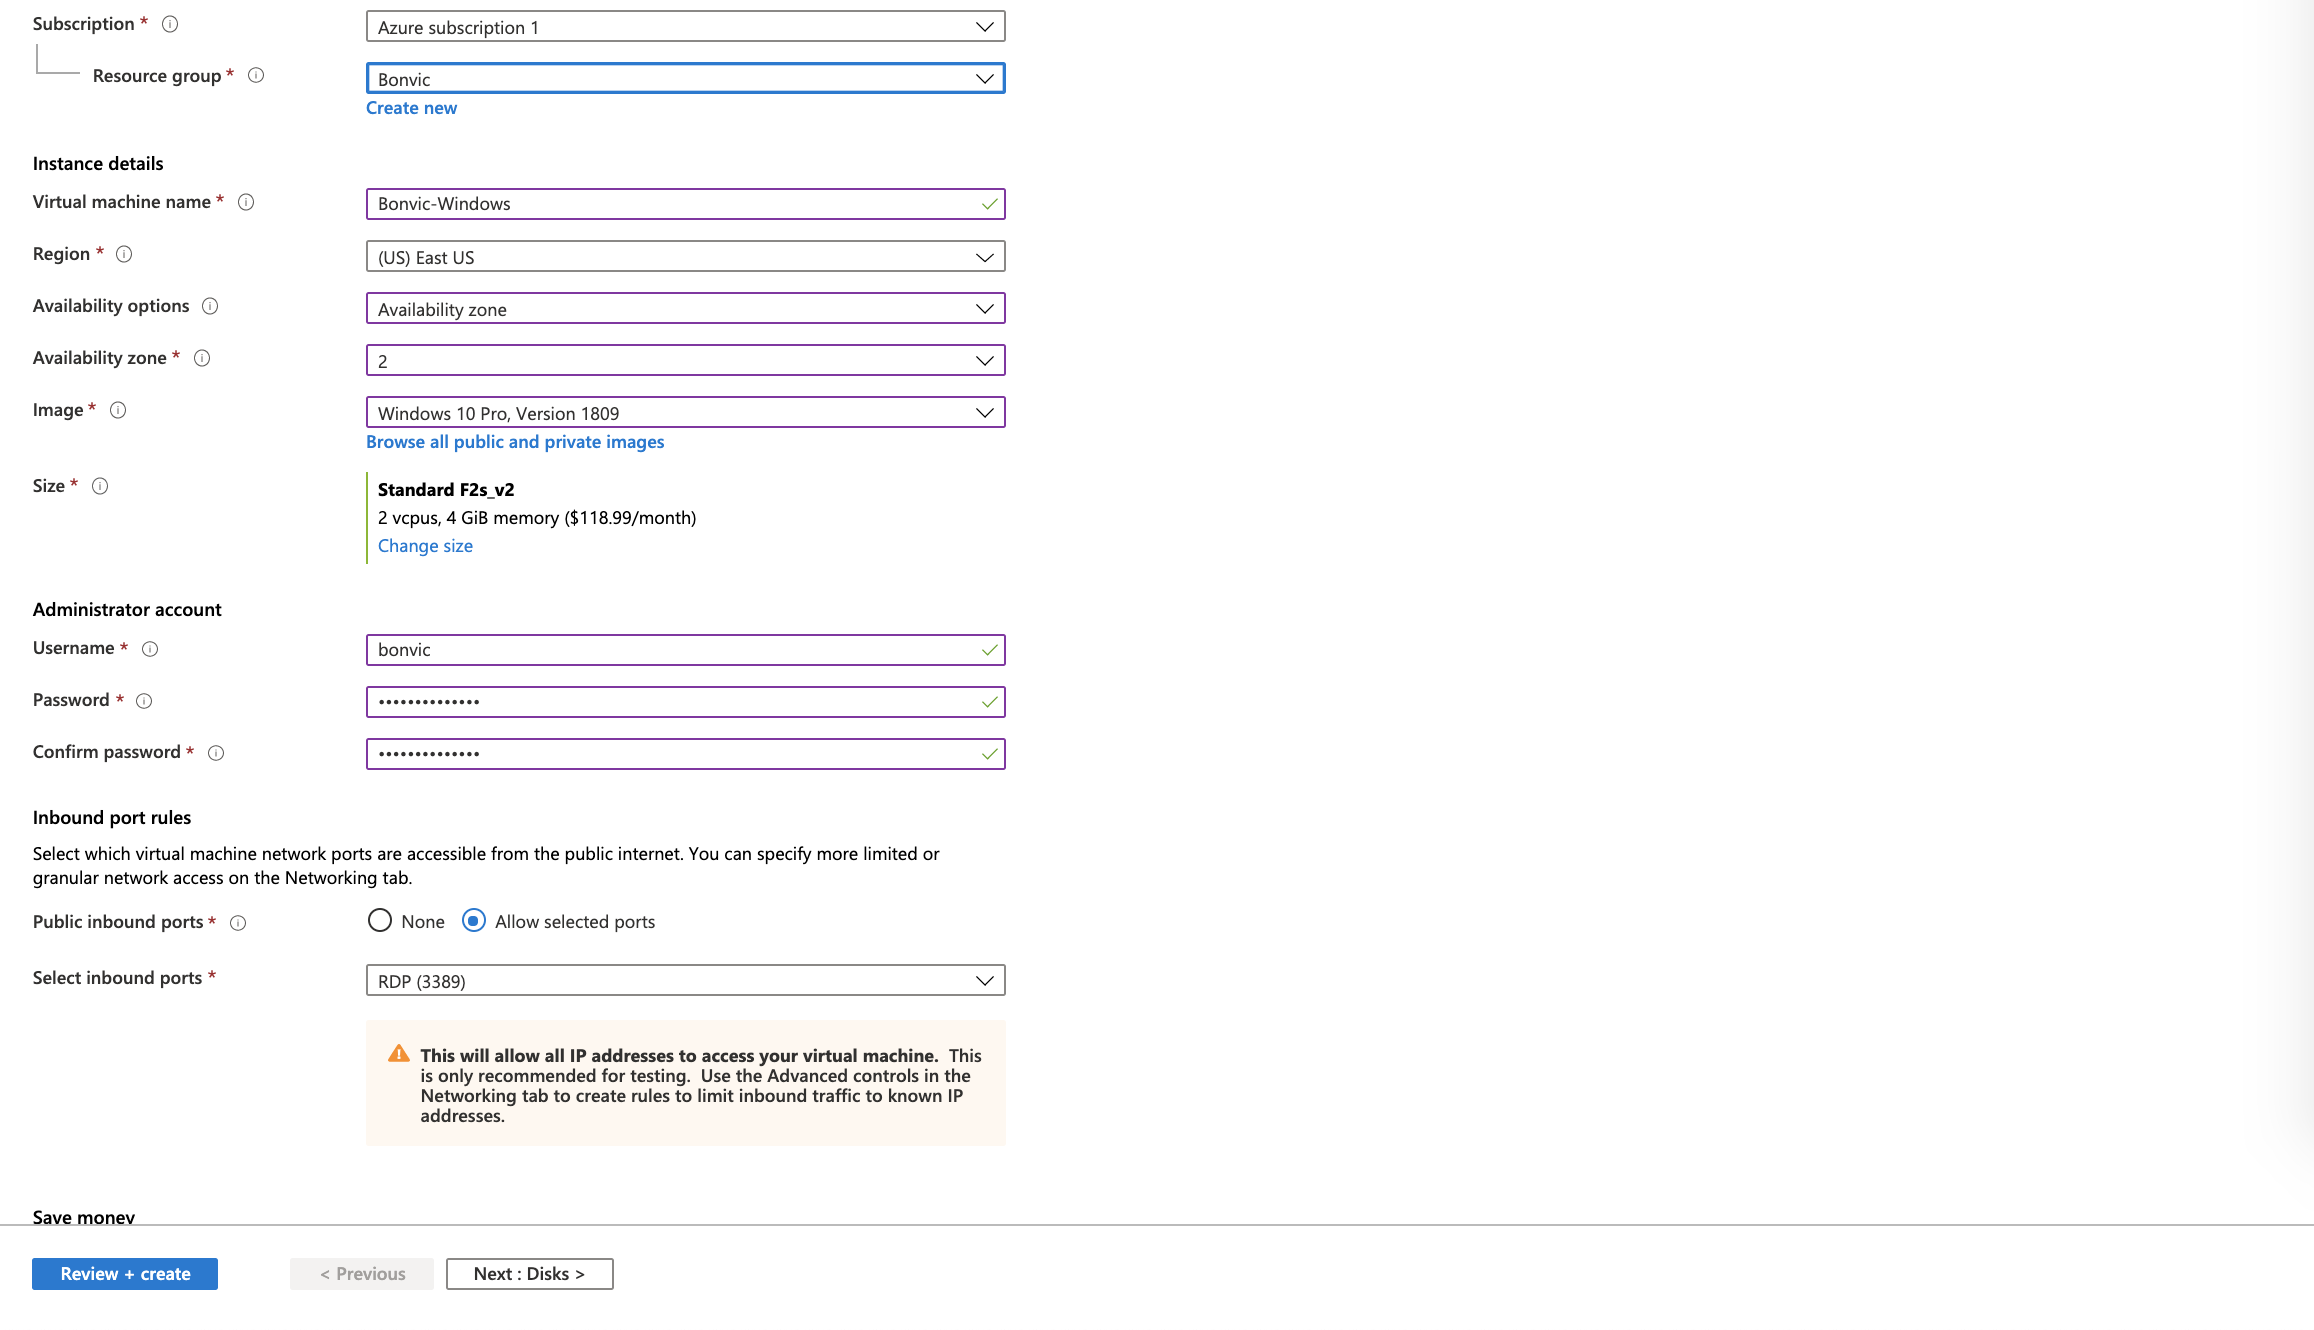 Subscription *
Azure subscription 1
Resource group *
Bonvic
Create new
Instance details
Virtual machine name *
Bonvic-Windows
Region *
(US) East US
Availability options
Availability zone
Availability zone *
2
Image *
Windows 10 Pro, Version 1809
Browse all public and private images
Size *
Standard F2s_v2
2 vcpus, 4 GiB memory ($118.99/month)
Change size
Administrator account
Username *
bonvic
Password *
••••••••••••••
Confirm password *
••••••••••••••
Inbound port rules
Select which virtual machine network ports are accessible from the public internet. You can specify more limited or
granular network access on the Networking tab.
Public inbound ports *
None Allow selected ports
Select inbound ports *
RDP (3389)
This will allow all IP addresses to access your virtual machine. This
is only recommended for testing. Use the Advanced controls in the
Networking tab to create rules to limit inbound traffic to known IP
addresses.
Save money
Review + create
< Previous
Next : Disks >